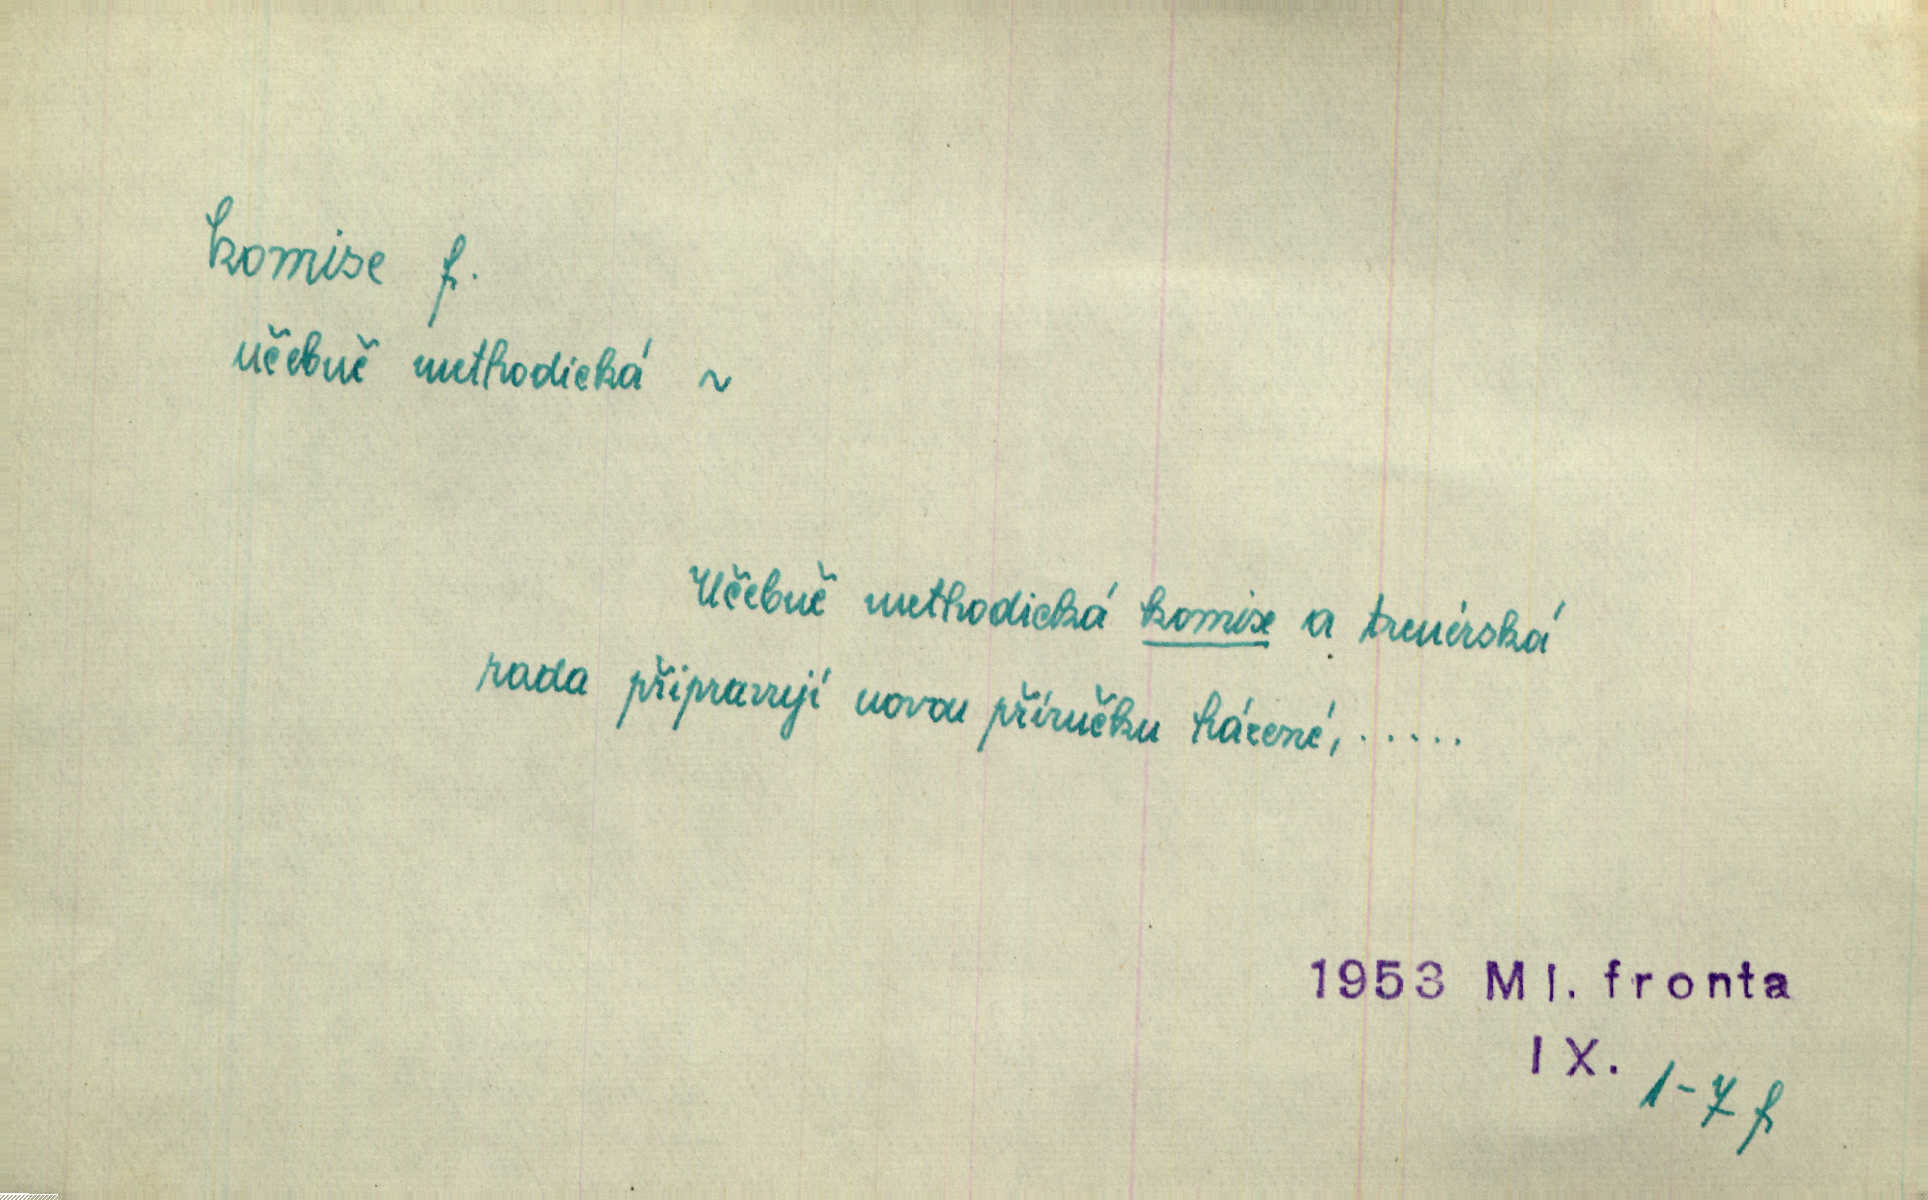 komise f.
učebně methodická ~
Učebně methodická komise a trenérská
rada připravují novou příručku házené, .....
1953 Ml. fronta
IX. 1-7 f